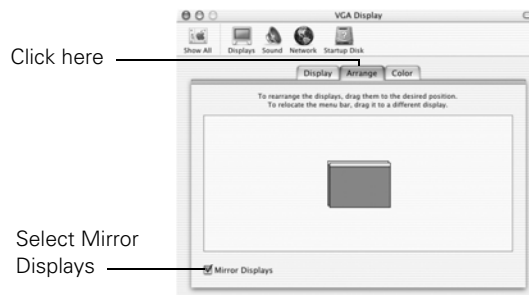 VGA Display
Show All Displays Sound Network Startup Disk
Click here
Display Arrange Color
To rearrange the displays, drag them to the desired position.
To relocate the menu bar, drag it to a different display.
Select Mirror
Displays
Mirror Displays